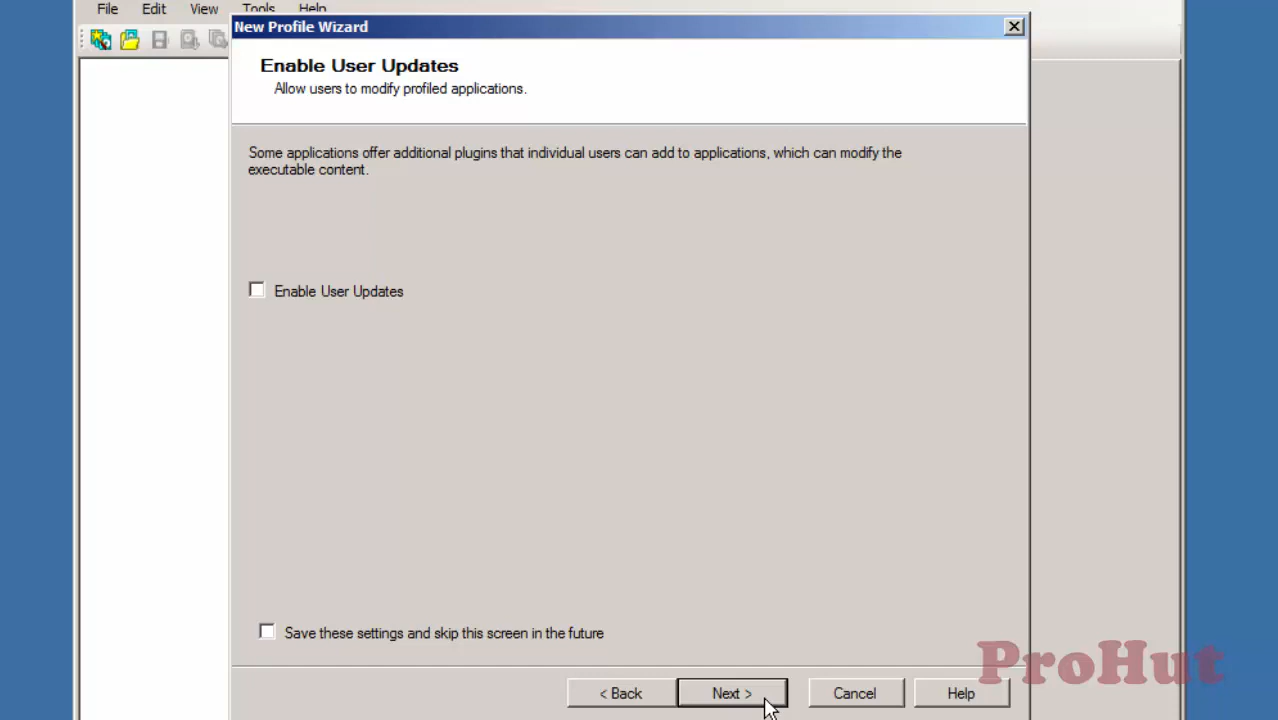 File Edit View Tools Help
New Profile Wizard
Enable User Updates
Allow users to modify profiled applications.
Some applications offer additional plugins that individual users can add to applications, which can modify the
executable content.
Enable User Updates
Save these settings and skip this screen in the future
< Back Next > Cancel Help
ProHut